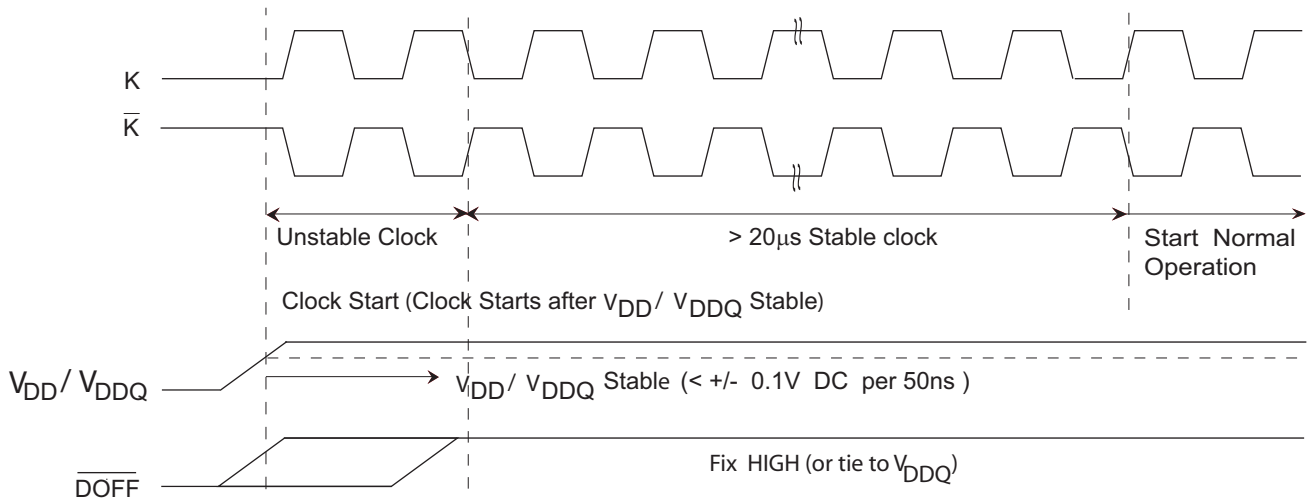 K
K̅
Unstable Clock
> 20μs Stable clock
Start Normal
Operation
Clock Start (Clock Starts after VDD / VDDQ Stable)
VDD / VDDQ
VDD / VDDQ Stable (< +/- 0.1V DC per 50ns )
D̅O̅F̅F̅
Fix HIGH (or tie to VDDQ)